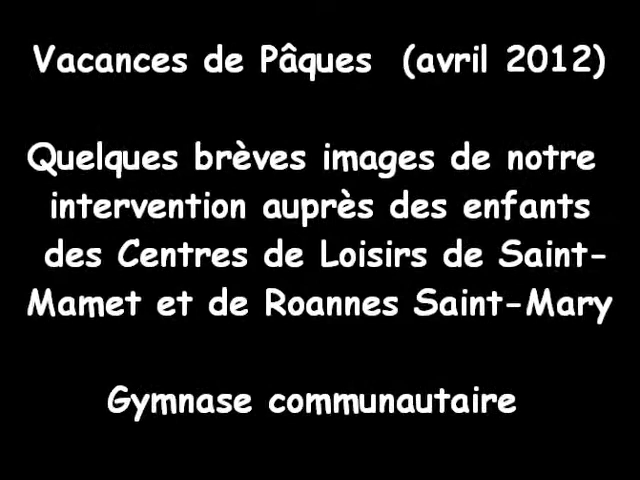 Vacances de Pâques (avril 2012)
Quelques brèves images de notre
intervention auprès des enfants
des Centres de Loisirs de Saint-
Mamet et de Roannes Saint-Mary
Gymnase communautaire